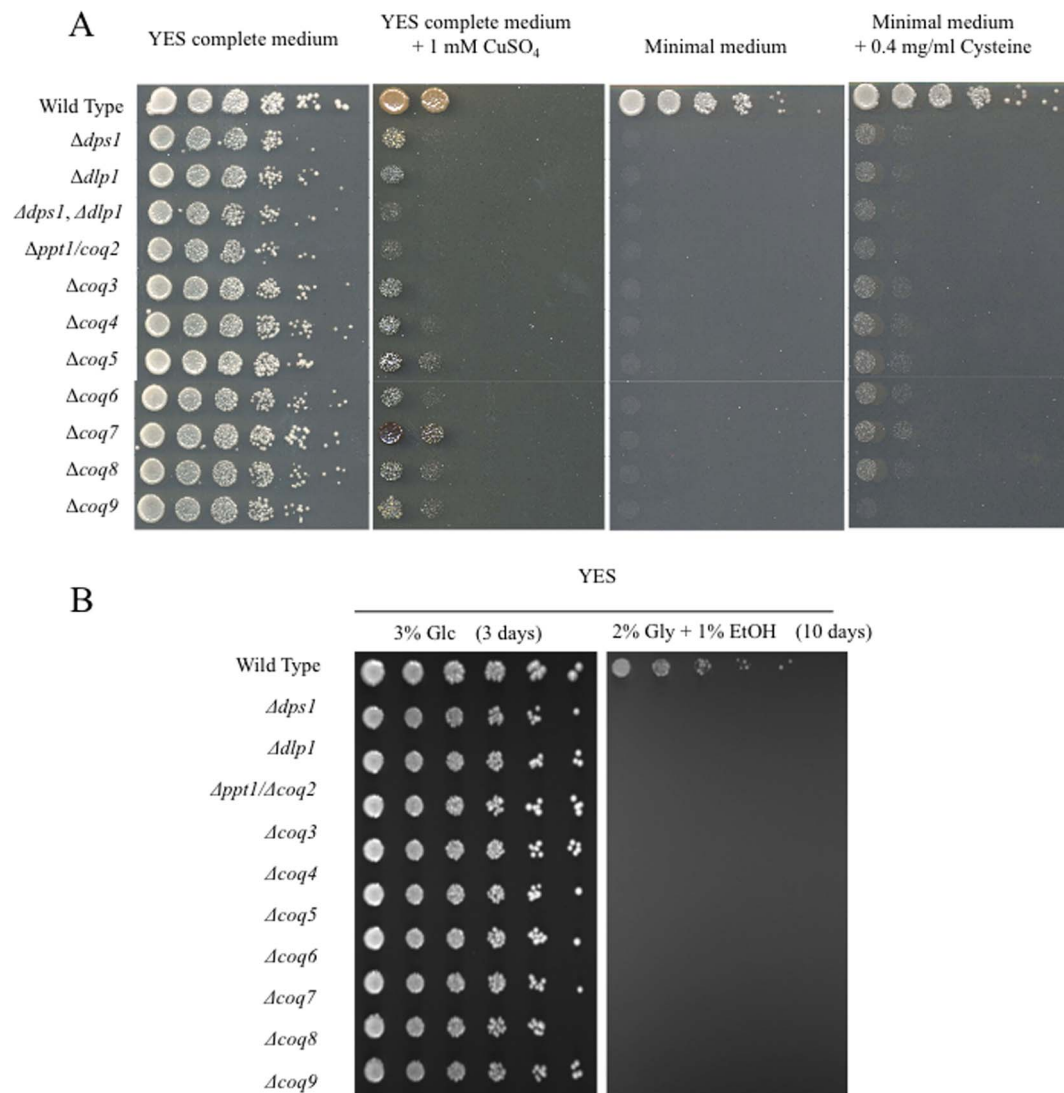 A
YES complete medium
YES complete medium
+ 1 mM CuSO₄
Minimal medium
Minimal medium
+ 0.4 mg/ml Cysteine
Wild Type
Δdps1
Δdlp1
Δdps1, Δdlp1
Δppt1/coq2
Δcoq3
Δcoq4
Δcoq5
Δcoq6
Δcoq7
Δcoq8
Δcoq9
B
YES
3% Glc (3 days)
2% Gly + 1% EtOH (10 days)
Wild Type
Δdps1
Δdlp1
Δppt1/Δcoq2
Δcoq3
Δcoq4
Δcoq5
Δcoq6
Δcoq7
Δcoq8
Δcoq9